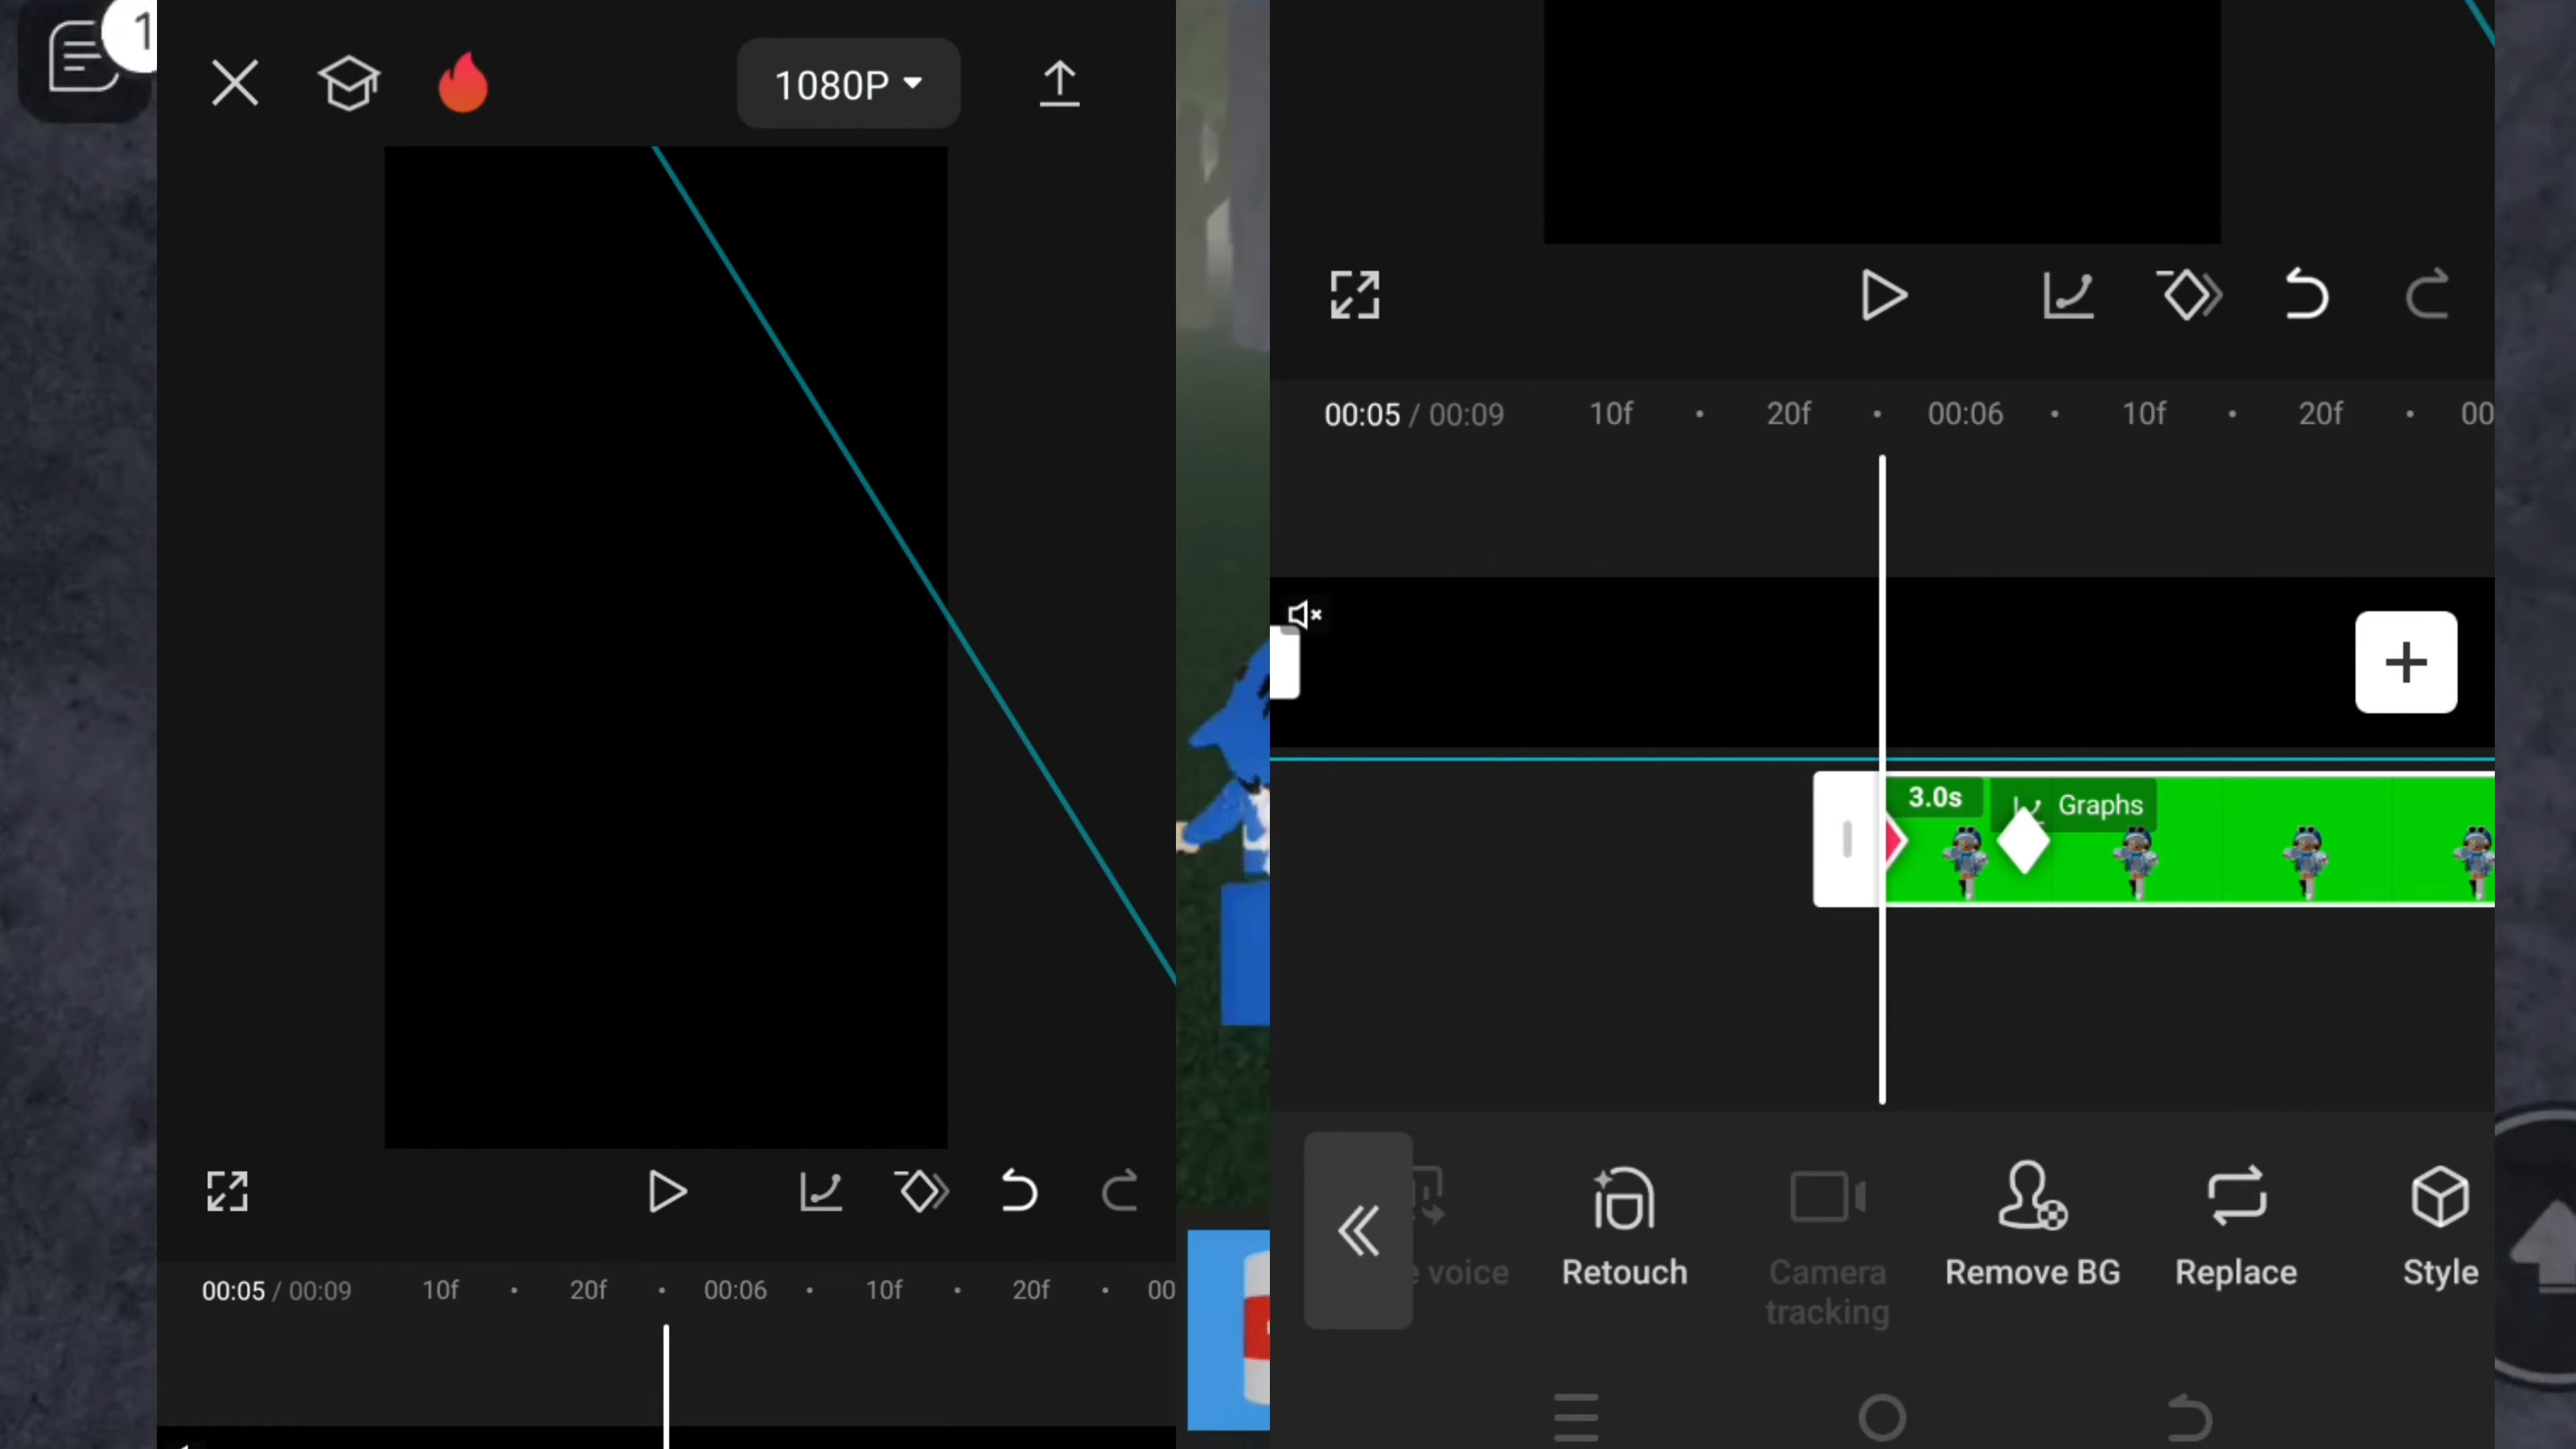 1
1080P
00:05 / 00:09 10f 20f 00:06 10f 20f 00
00:05 / 00:09 10f 20f 00:06 10f 20f 00
3.0s Graphs
voice
Retouch
Camera
tracking
Remove BG
Replace
Style